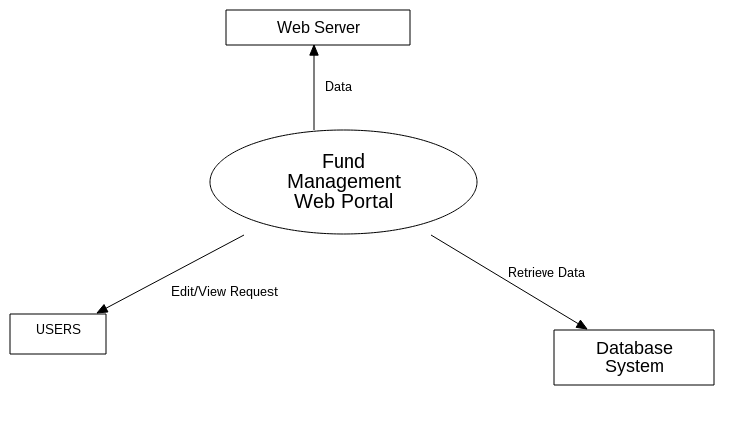 Web Server
Data
Fund
Management
Web Portal
Retrieve Data
Edit/View Request
USERS
Database
System